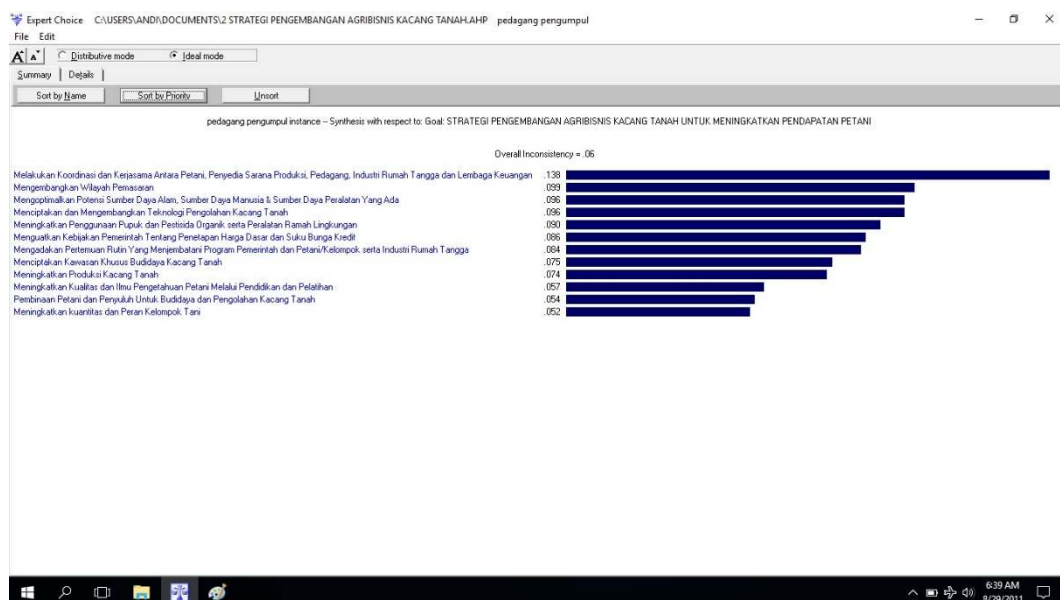 Expert Choice C:\USERS\ANDI\DOCUMENTS\2 STRATEGI PENGEMBANGAN AGRIBISNIS KACANG TANAH.AHP pedagang pengumpul
File Edit
A A Distributive mode Ideal mode
Summary Details
Sort by Name Sort by Priority Unsort
pedagang pengumpul instance -- Synthesis with respect to: Goal: STRATEGI PENGEMBANGAN AGRIBISNIS KACANG TANAH UNTUK MENINGKATKAN PENDAPATAN PETANI
Overall Inconsistency = .06
Melakukan Koordinasi dan Kerjasama Antara Petani, Penyedia Sarana Produksi, Pedagang, Industri Rumah Tangga dan Lembaga Keuangan .138
Mengembangkan Wilayah Pemasaran .099
Mengoptimalkan Potensi Sumber Daya Alam, Sumber Daya Manusia & Sumber Daya Peralatan Yang Ada .096
Menciptakan dan Mengembangkan Teknologi Pengolahan Kacang Tanah .096
Meningkatkan Penggunaan Pupuk dan Pestisida Organik serta Peralatan Ramah Lingkungan .090
Menguatkan Kebijakan Pemerintah Tentang Penetapan Harga Dasar dan Suku Bunga Kredit .086
Mengadakan Pertemuan Rutin Yang Menjembatani Program Pemerintah dan Petani/Kelompok serta Industri Rumah Tangga .084
Menciptakan Kawasan Khusus Budidaya Kacang Tanah .075
Meningkatkan Produksi Kacang Tanah .074
Meningkatkan Kualitas dan Ilmu Pengetahuan Petani Melalui Pendidikan dan Pelatihan .057
Pembinaan Petani dan Penyuluh Untuk Budidaya dan Pengolahan Kacang Tanah .054
Meningkatkan kuantitas dan Peran Kelompok Tani .052
6:39 AM
8/29/2011